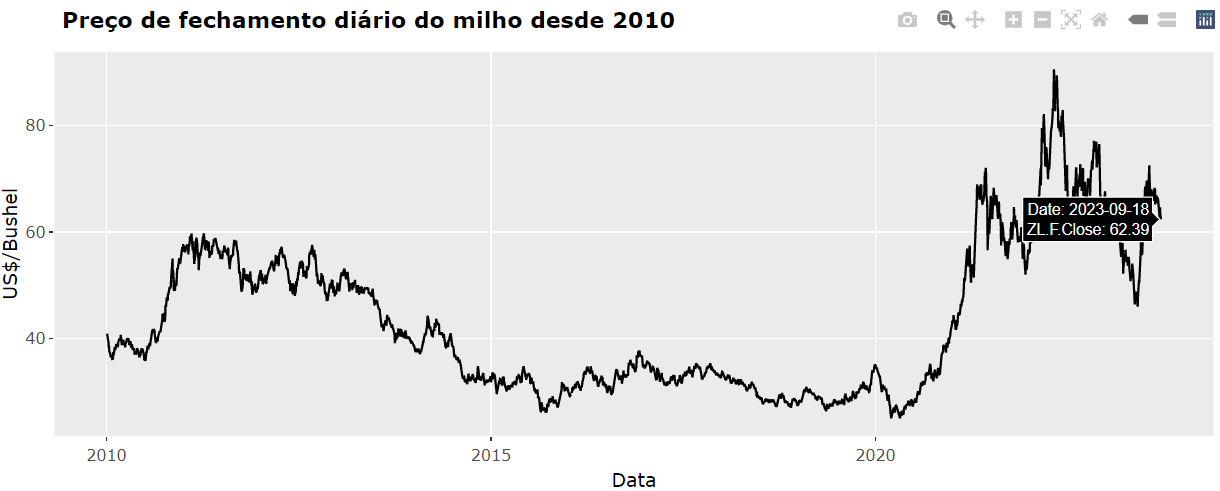 Preço de fechamento diário do milho desde 2010
80
60
40
US$/Bushel
Date: 2023-09-18
ZL.F.Close: 62.39
2010
2015
2020
Data